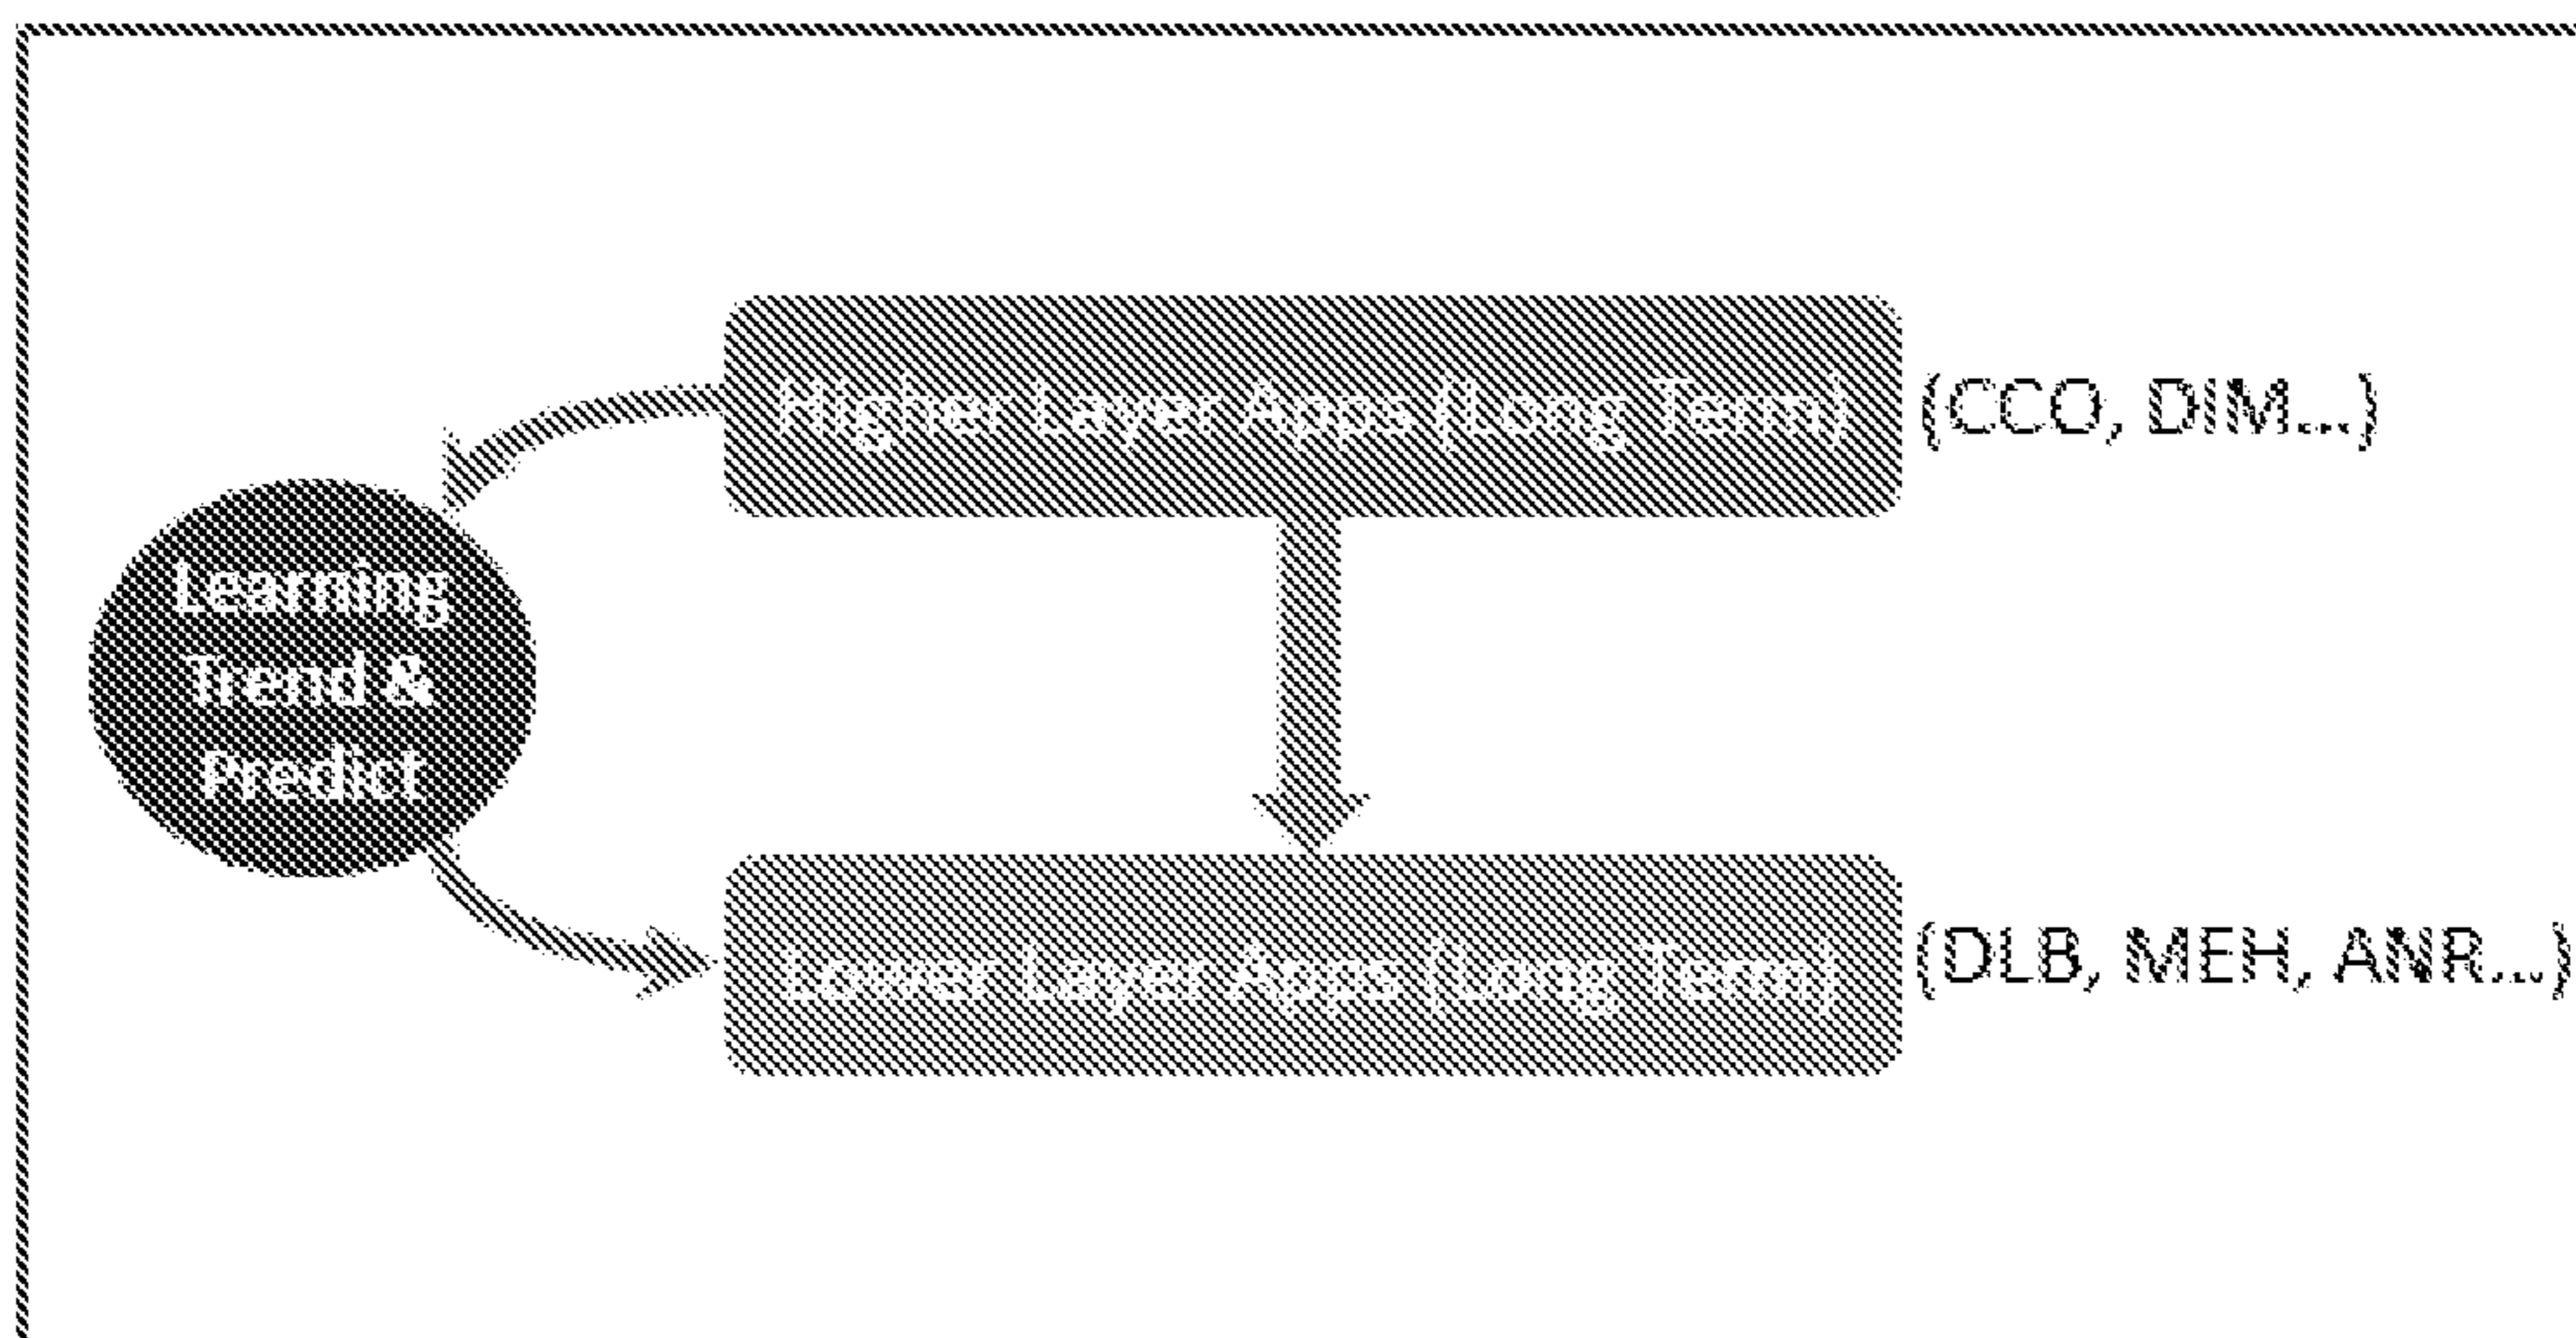 Higher Layer Apps (Long Term) (CCO, DIM...)
Learning
Trend &
Predict
Lower Layer Apps (Long Term) (DLB, MEH, ANR...)